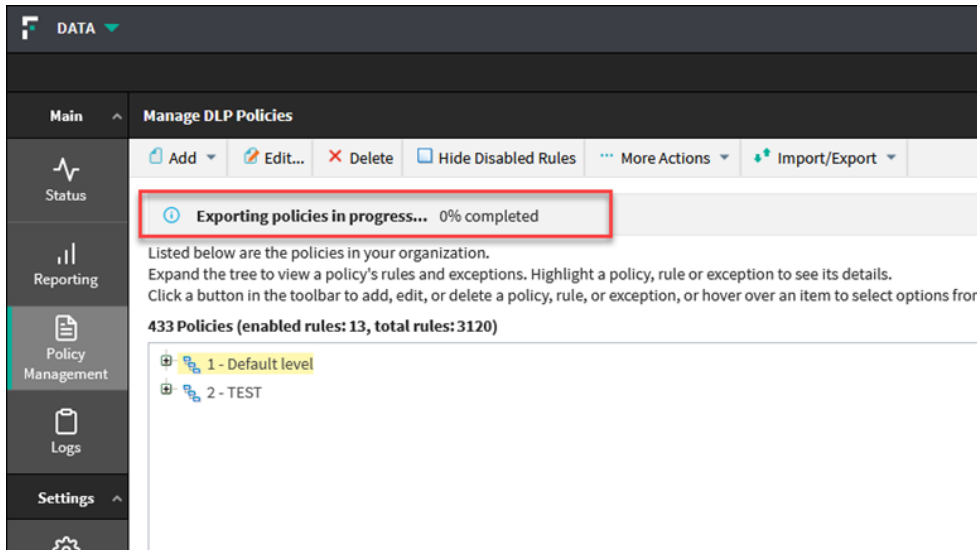 DATA
Main
Manage DLP Policies
Add
Edit...
Delete
Hide Disabled Rules
More Actions
Import/Export
Status
Exporting policies in progress... 0% completed
Listed below are the policies in your organization.
Reporting
Expand the tree to view a policy's rules and exceptions. Highlight a policy, rule or exception to see its details.
Click a button in the toolbar to add, edit, or delete a policy, rule, or exception, or hover over an item to select options from
433 Policies (enabled rules: 13, total rules: 3120)
Policy
Management
1 - Default level
2 - TEST
Logs
Settings